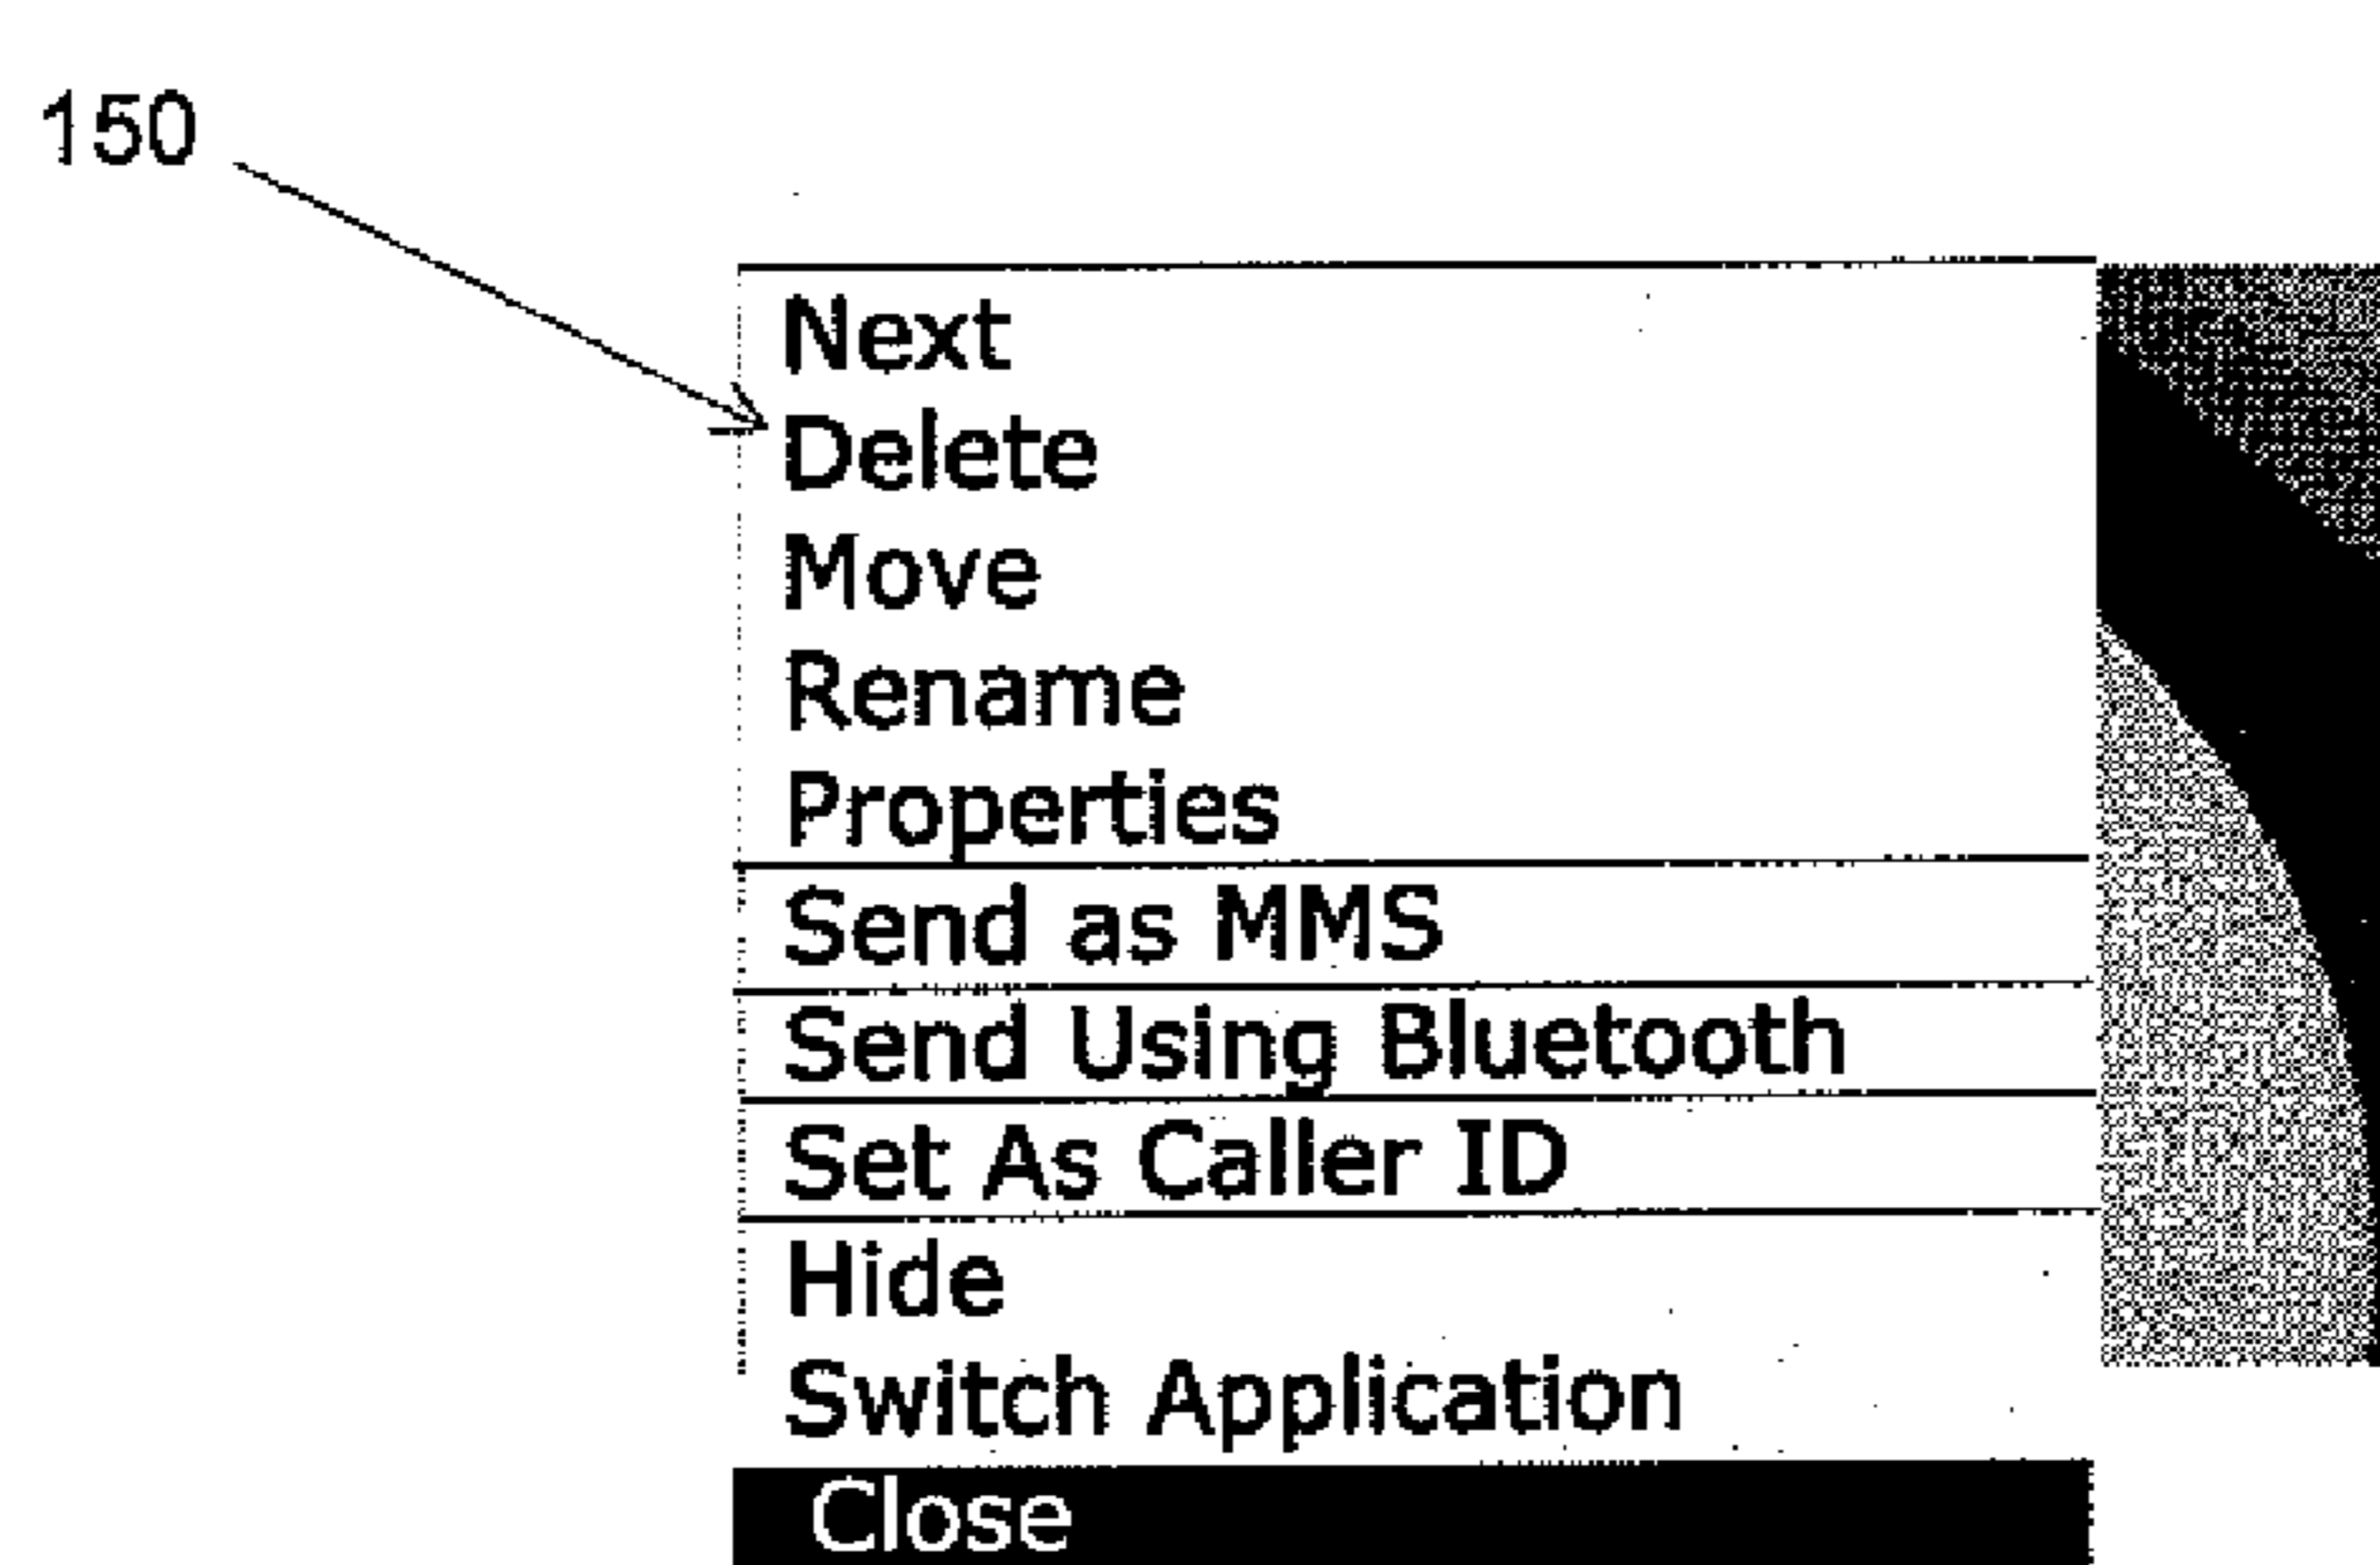 150
Next
Delete
Move
Rename
Properties
Send as MMS
Send Using Bluetooth
Set As Caller ID
Hide
Switch Application
Close